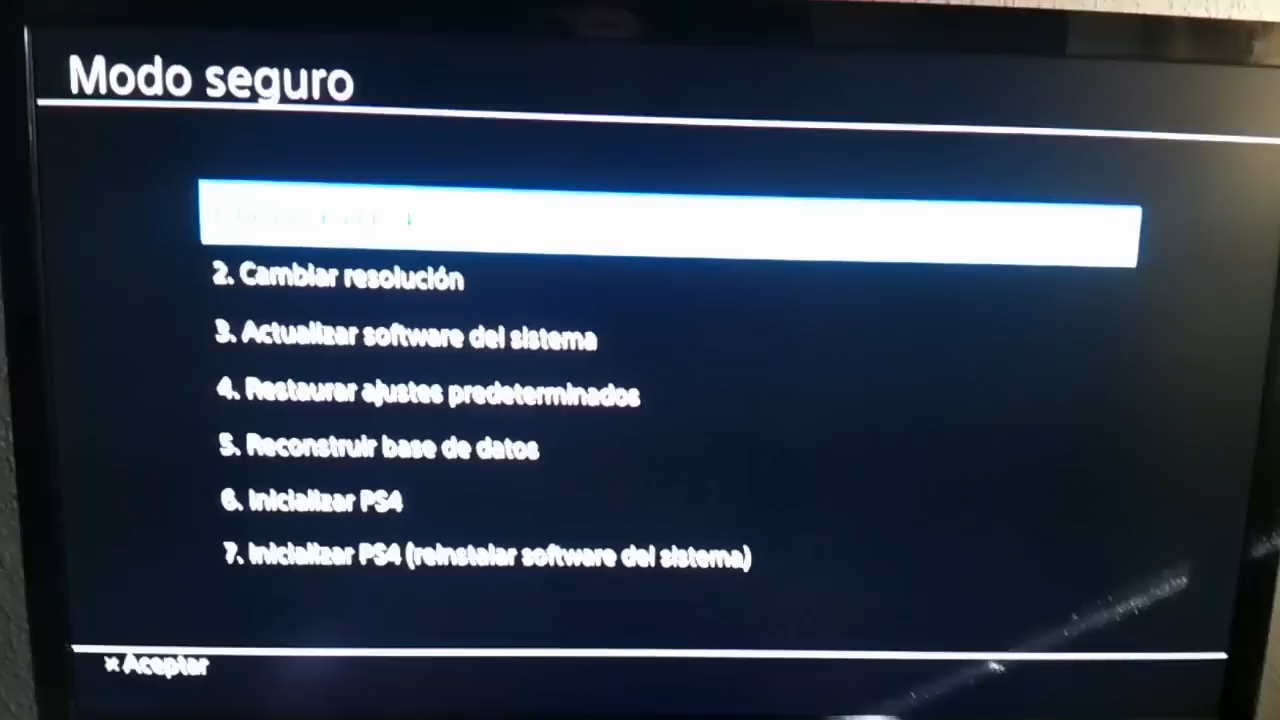 Modo seguro
2. Cambiar resolución
3. Actualizar software del sistema
4. Restaurar ajustes predeterminados
5. Reconstruir base de datos
6. Inicializar PS4
7. Inicializar PS4 (reinstalar software del sistema)
× Aceptar